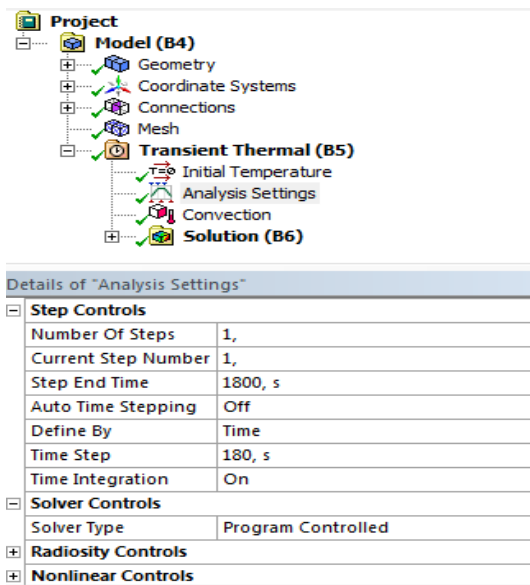 Project
Model (B4)
Geometry
Coordinate Systems
Connections
Mesh
Transient Thermal (B5)
Initial Temperature
Analysis Settings
Convection
Solution (B6)
Details of "Analysis Settings"
Step Controls
Number Of Steps 1,
Current Step Number 1,
Step End Time 1800, s
Auto Time Stepping Off
Define By Time
Time Step 180, s
Time Integration On
Solver Controls
Solver Type Program Controlled
Radiosity Controls
Nonlinear Controls